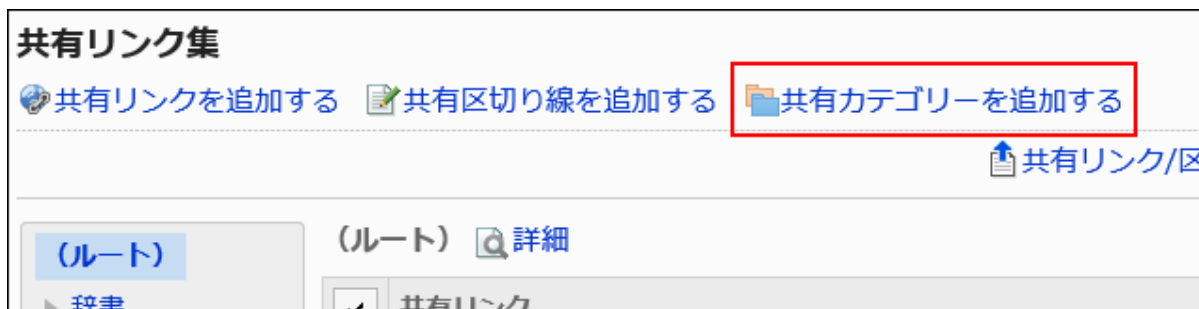 共有リンク集
共有リンクを追加する 共有区切り線を追加する 共有カテゴリーを追加する
共有リンク/区
(ルート)
(ルート) 詳細
辞書
共有リンク